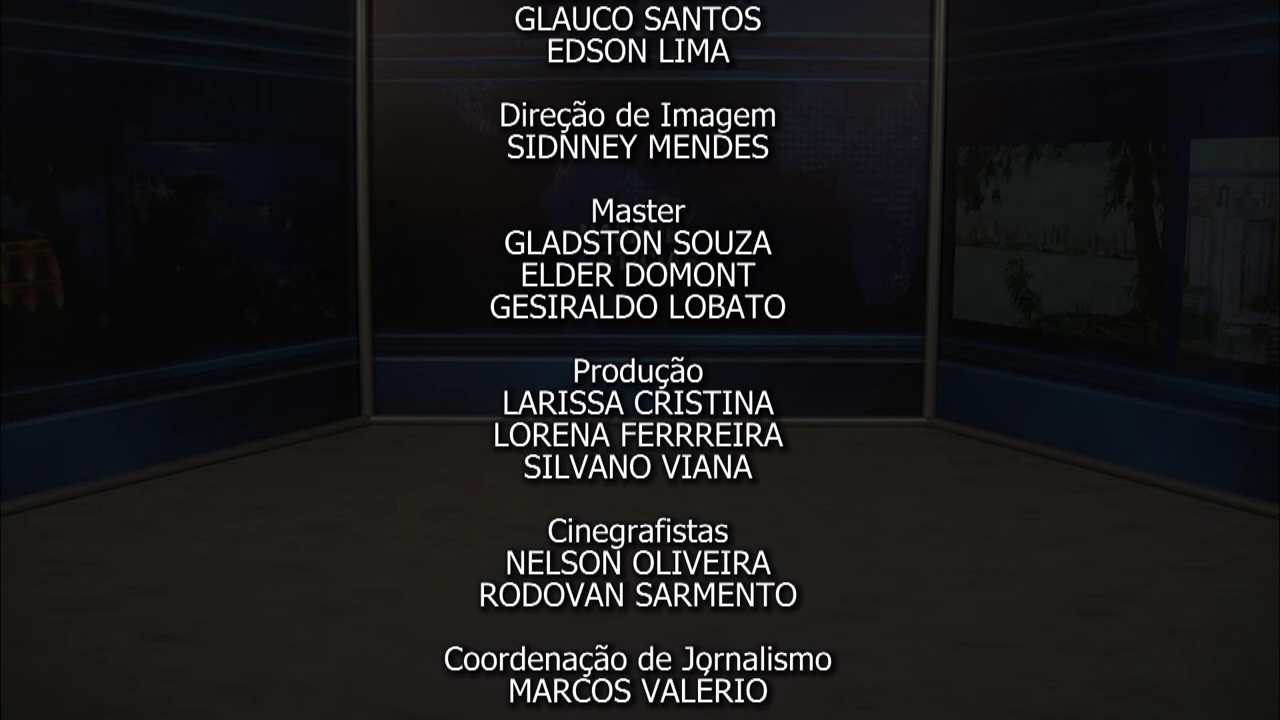 GLAUCO SANTOS
EDSON LIMA
Direção de Imagem
SIDNNEY MENDES
Master
GLADSTON SOUZA
ELDER DOMONT
GESIRALDO LOBATO
Produção
LARISSA CRISTINA
LORENA FERRREIRA
SILVANO VIANA
Cinegrafistas
NELSON OLIVEIRA
RODOVAN SARMENTO
Coordenação de Jornalismo
MARCOS VALÉRIO